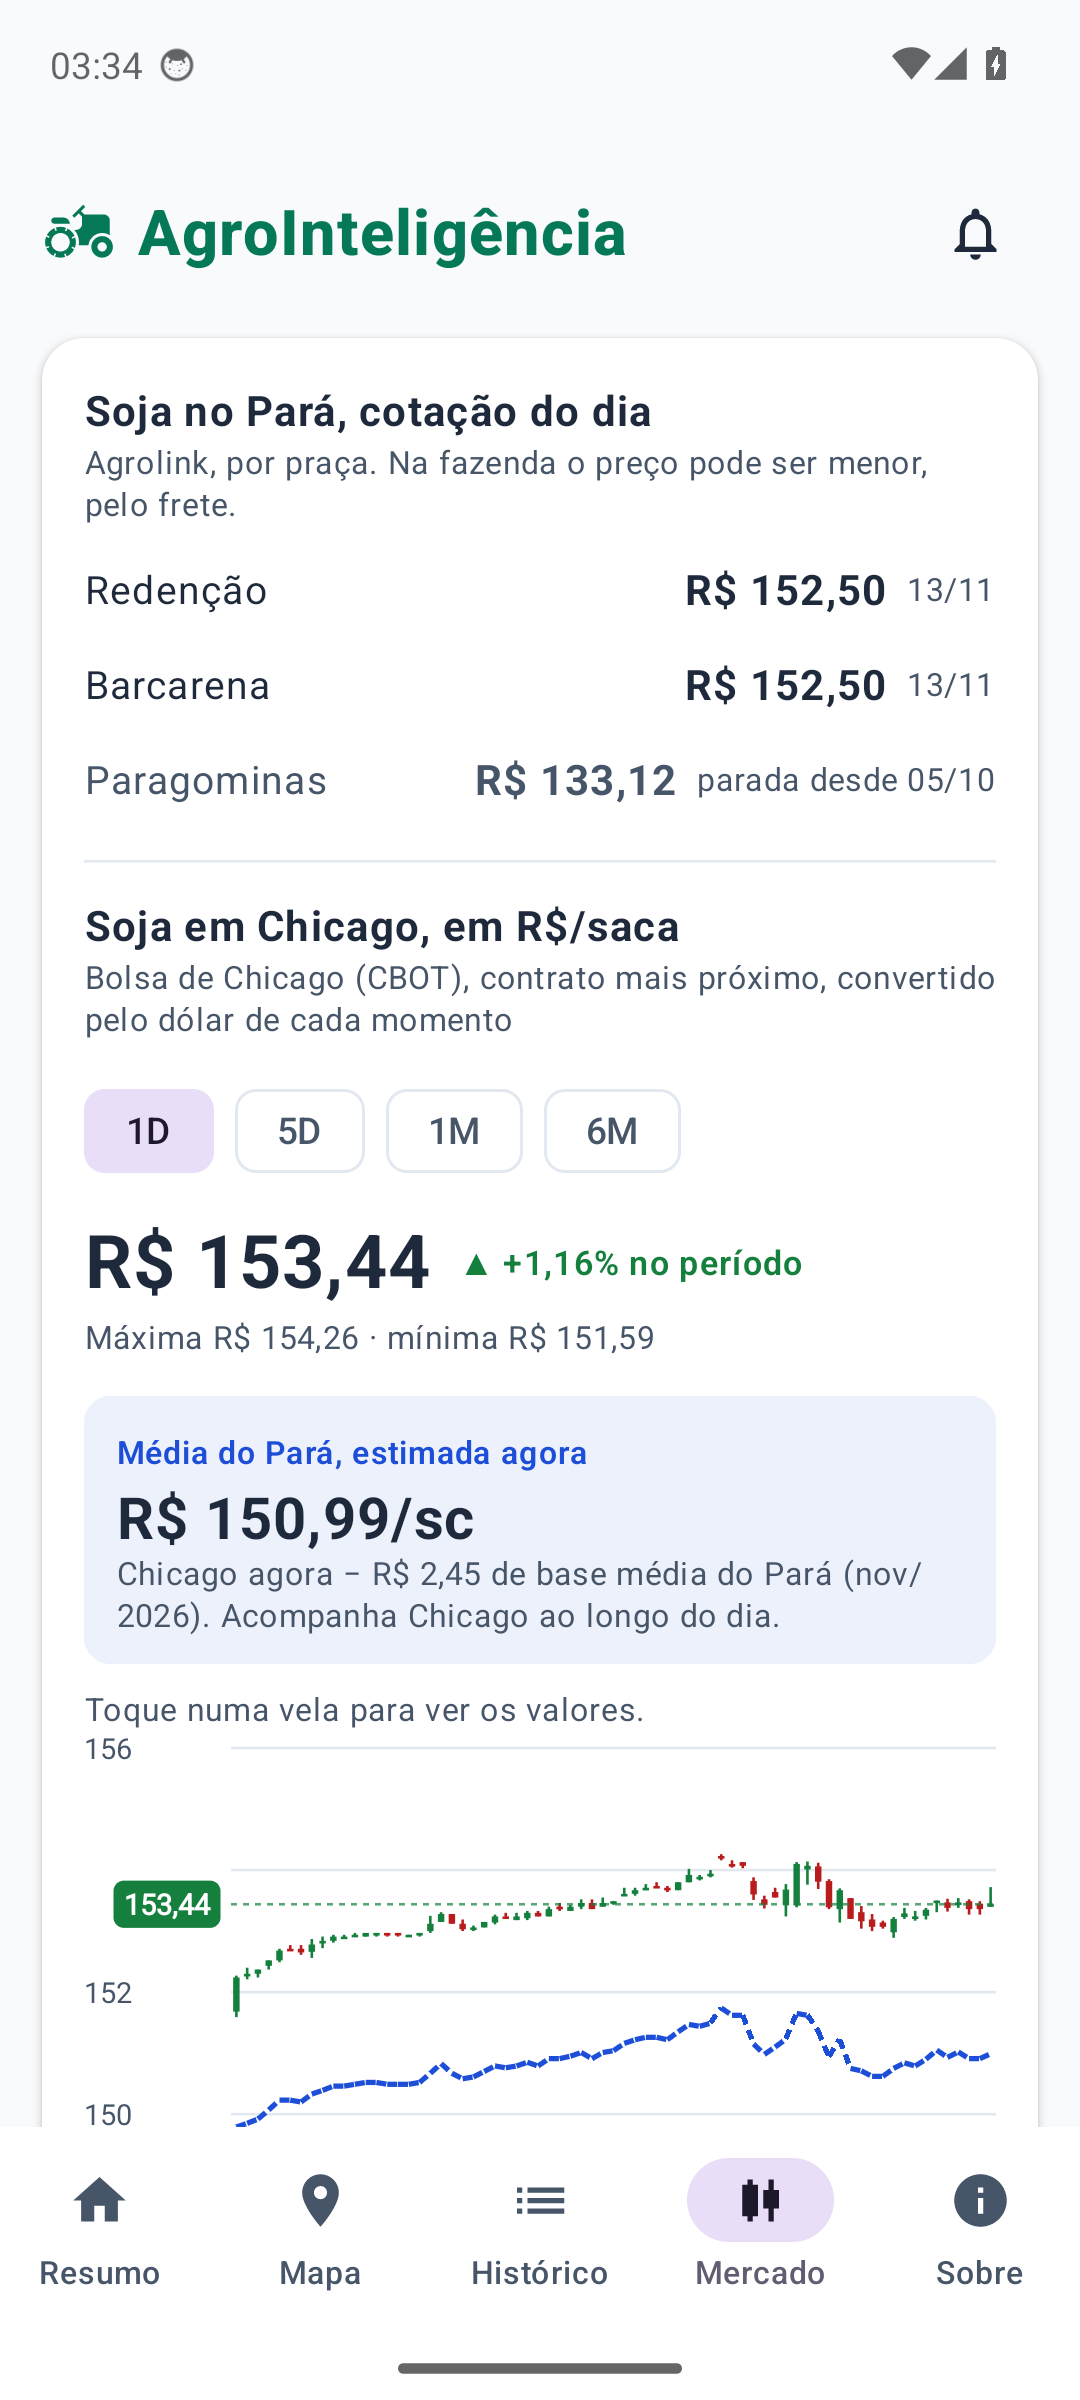 03:34
AgroInteligência
Soja no Pará, cotação do dia
Agrolink, por praça. Na fazenda o preço pode ser menor,
pelo frete.
Redenção R$ 152,50 13/11
Barcarena R$ 152,50 13/11
Paragominas R$ 133,12 parada desde 05/10
Soja em Chicago, em R$/saca
Bolsa de Chicago (CBOT), contrato mais próximo, convertido
pelo dólar de cada momento
1D 5D 1M 6M
R$ 153,44 ▲ +1,16% no período
Máxima R$ 154,26 · mínima R$ 151,59
Média do Pará, estimada agora
R$ 150,99/sc
Chicago agora − R$ 2,45 de base média do Pará (nov/
2026). Acompanha Chicago ao longo do dia.
Toque numa vela para ver os valores.
156
153,44
152
150
Resumo Mapa Histórico Mercado Sobre